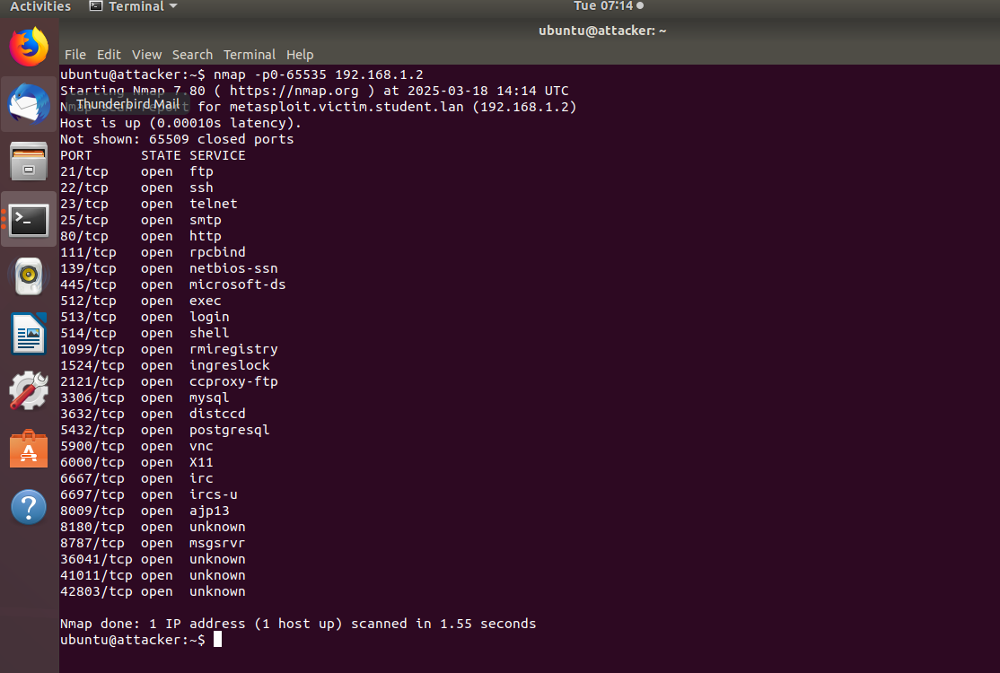 Activities Terminal Tue 07:14
ubuntu@attacker: ~
File Edit View Search Terminal Help
ubuntu@attacker:~$ nmap -p0-65535 192.168.1.2
Starting Nmap 7.80 ( https://nmap.org ) at 2025-03-18 14:14 UTC
Thunderbird Mail
Nmap scan report for metasploit.victim.student.lan (192.168.1.2)
Host is up (0.00010s latency).
Not shown: 65509 closed ports
PORT STATE SERVICE
21/tcp open ftp
22/tcp open ssh
23/tcp open telnet
25/tcp open smtp
80/tcp open http
111/tcp open rpcbind
139/tcp open netbios-ssn
445/tcp open microsoft-ds
512/tcp open exec
513/tcp open login
514/tcp open shell
1099/tcp open rmiregistry
1524/tcp open ingreslock
2121/tcp open ccproxy-ftp
3306/tcp open mysql
3632/tcp open distccd
5432/tcp open postgresql
5900/tcp open vnc
6000/tcp open X11
6667/tcp open irc
6697/tcp open ircs-u
8009/tcp open ajp13
8180/tcp open unknown
8787/tcp open msgsrvr
36041/tcp open unknown
41011/tcp open unknown
42803/tcp open unknown
Nmap done: 1 IP address (1 host up) scanned in 1.55 seconds
ubuntu@attacker:~$